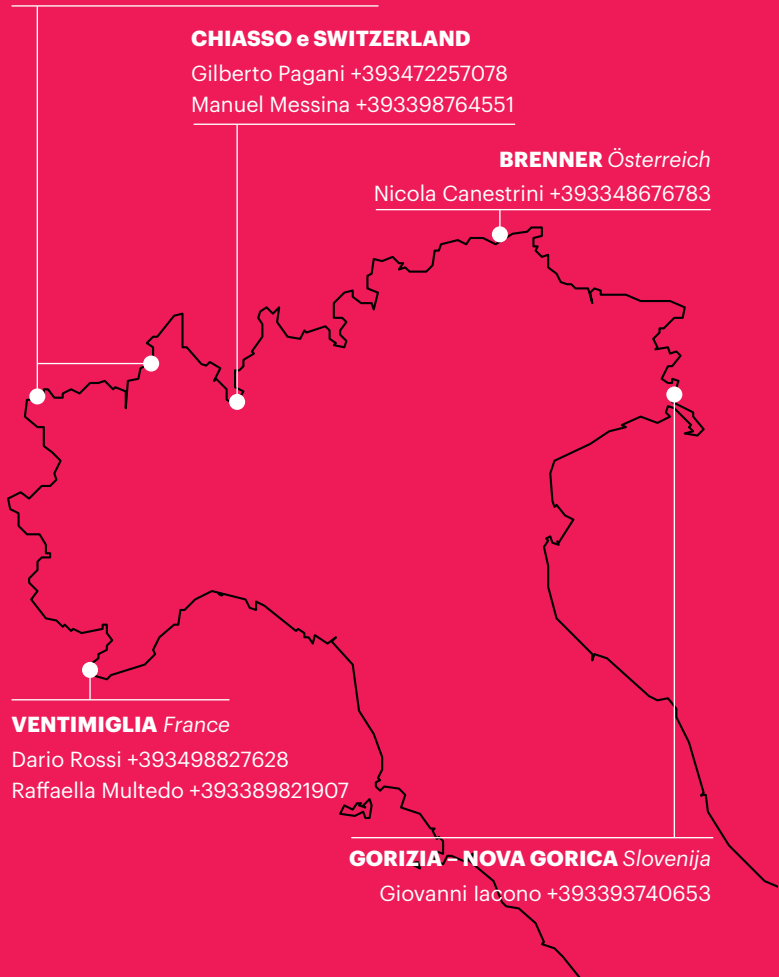 CHIASSO e SWITZERLAND
Gilberto Pagani +393472257078
Manuel Messina +393398764551
BRENNER Österreich
Nicola Canestrini +393348676783
VENTIMIGLIA France
Dario Rossi +393498827628
Raffaella Multedo +393389821907
GORIZIA – NOVA GORICA Slovenija
Giovanni Iacono +393393740653